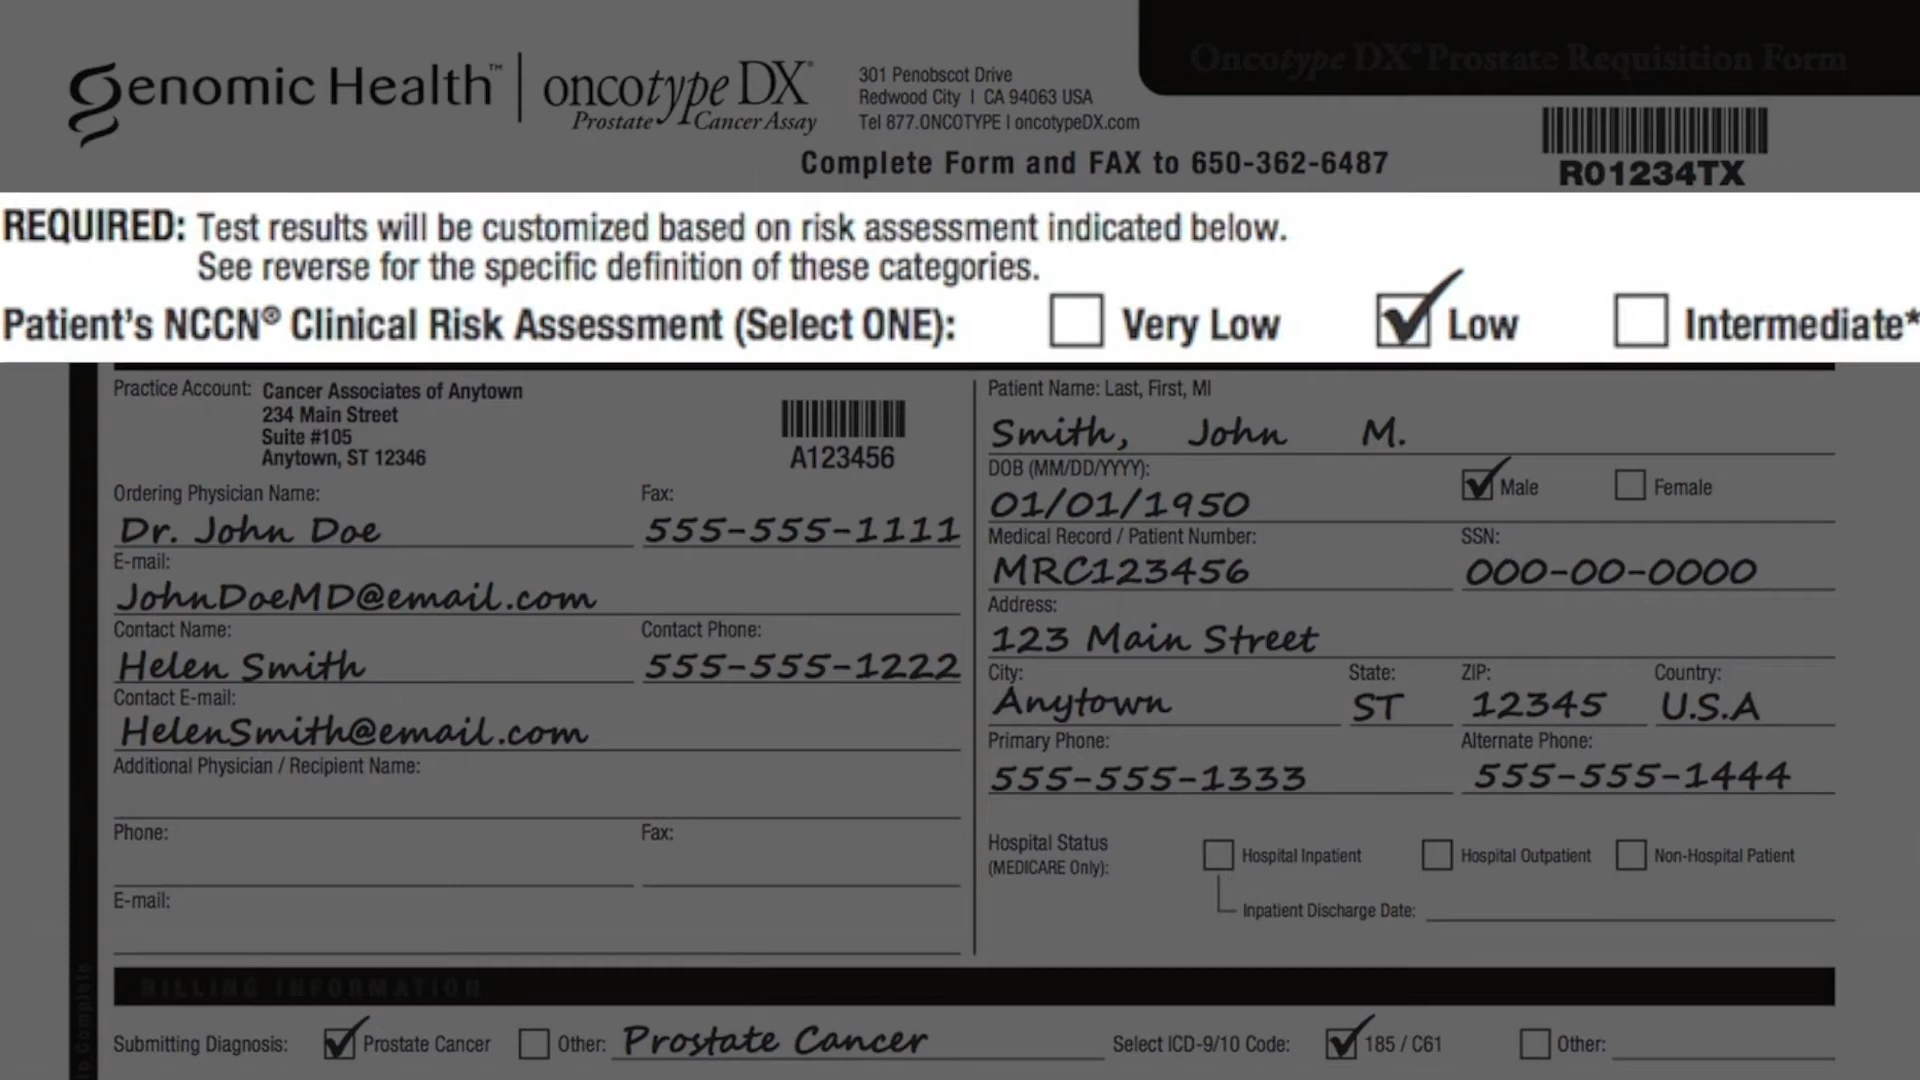 Genomic Health™ | oncotype DX®
Prostate Cancer Assay
301 Penobscot Drive
Redwood City | CA 94063 USA
Tel 877.ONCOTYPE | oncotypeDX.com
Oncotype DX® Prostate Requisition Form
Complete Form and FAX to 650-362-6487
R01234TX
REQUIRED: Test results will be customized based on risk assessment indicated below.
See reverse for the specific definition of these categories.
Patient's NCCN® Clinical Risk Assessment (Select ONE): Very Low Low Intermediate*
Practice Account: Cancer Associates of Anytown
234 Main Street
Suite #105
Anytown, ST 12346
A123456
Ordering Physician Name: Fax:
Dr. John Doe 555-555-1111
E-mail:
JohnDoeMD@email.com
Contact Name: Contact Phone:
Helen Smith 555-555-1222
Contact E-mail:
HelenSmith@email.com
Additional Physician / Recipient Name:
Phone: Fax:
E-mail:
Patient Name: Last, First, MI
Smith, John M.
DOB (MM/DD/YYYY):
01/01/1950 Male Female
Medical Record / Patient Number: SSN:
MRC123456 000-00-0000
Address:
123 Main Street
City: State: ZIP: Country:
Anytown ST 12345 U.S.A
Primary Phone: Alternate Phone:
555-555-1333 555-555-1444
Hospital Status
(MEDICARE Only): Hospital Inpatient Hospital Outpatient Non-Hospital Patient
Inpatient Discharge Date:
BILLING INFORMATION
Submitting Diagnosis: Prostate Cancer Other: Prostate Cancer Select ICD-9/10 Code: 185 / C61 Other: